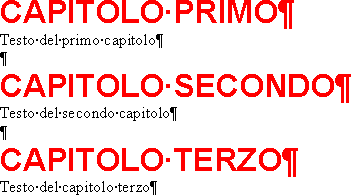 CAPITOLO·PRIMO¶
Testo·del·primo·capitolo¶
¶
CAPITOLO·SECONDO¶
Testo·del·secondo·capitolo¶
¶
CAPITOLO·TERZO¶
Testo·del·capitolo·terzo¶